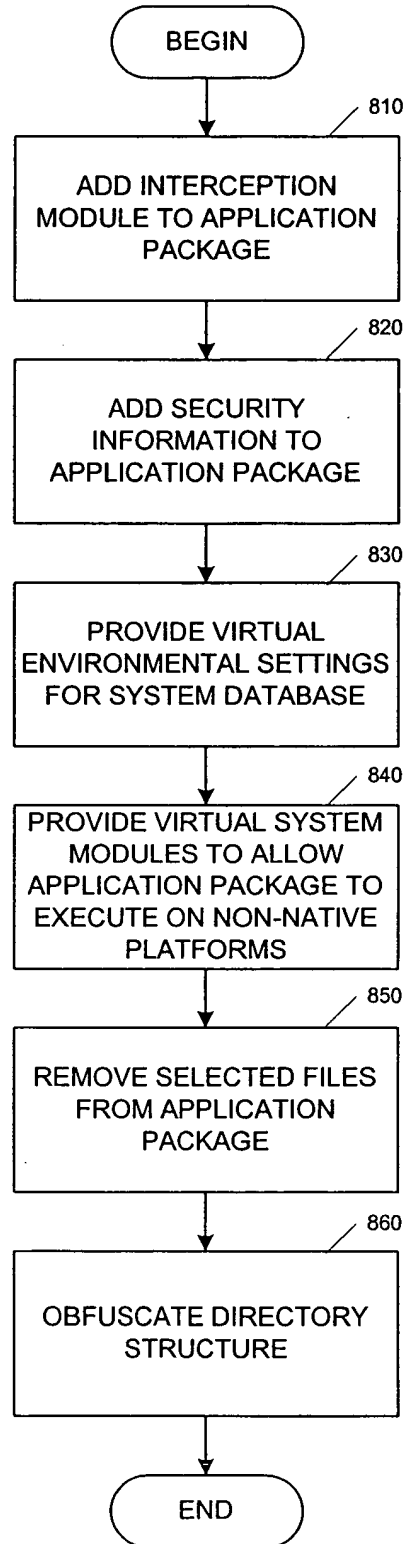 BEGIN
810
ADD INTERCEPTION
MODULE TO APPLICATION
PACKAGE
820
ADD SECURITY
INFORMATION TO
APPLICATION PACKAGE
830
PROVIDE VIRTUAL
ENVIRONMENTAL SETTINGS
FOR SYSTEM DATABASE
840
PROVIDE VIRTUAL SYSTEM
MODULES TO ALLOW
APPLICATION PACKAGE TO
EXECUTE ON NON-NATIVE
PLATFORMS
850
REMOVE SELECTED FILES
FROM APPLICATION
PACKAGE
860
OBFUSCATE DIRECTORY
STRUCTURE
END